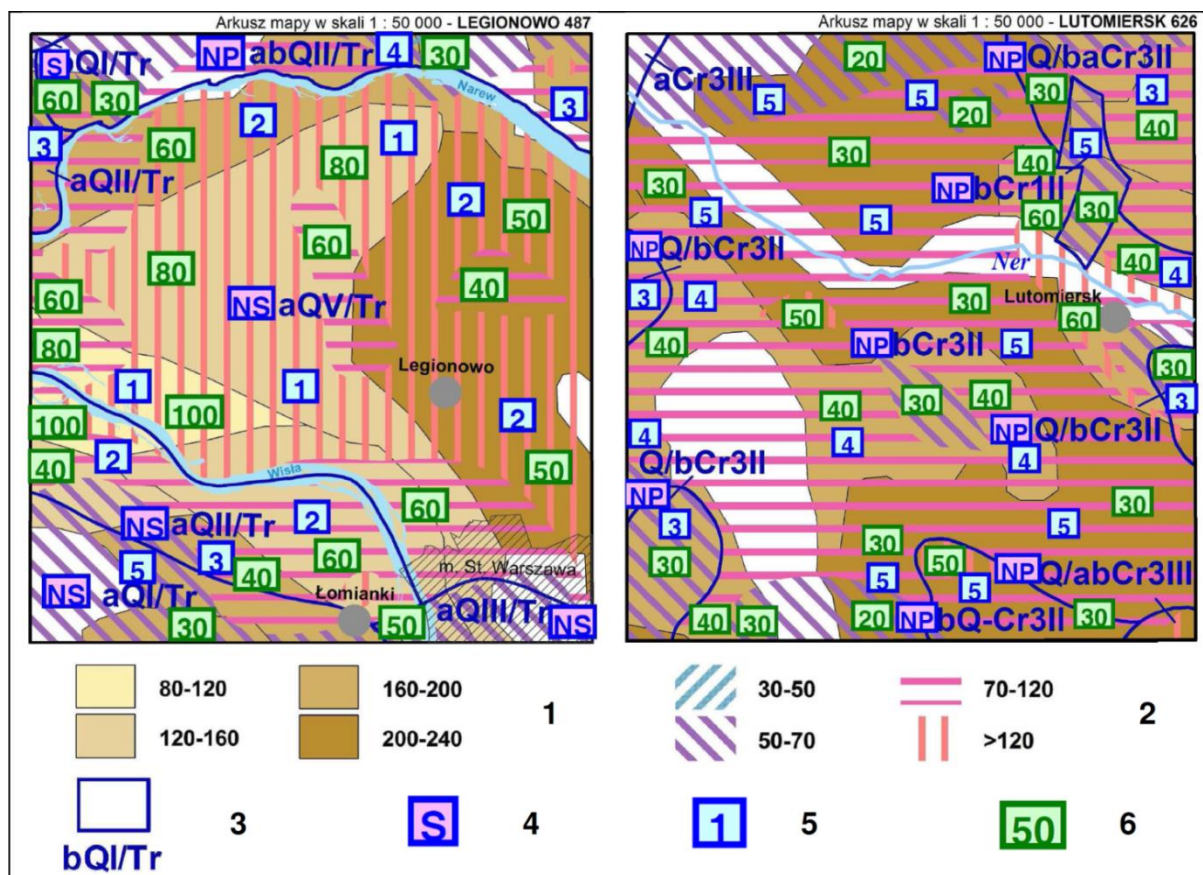 Arkusz mapy w skali 1 : 50 000 - LEGIONOWO 487
S bQI/Tr NP abQII/Tr 4 30
60 30 Narew
3 2 1 3
60 80
aQII/Tr 2
50
60
80
60 40
NS aQV/Tr
80 Legionowo
1 100 1 2
100
2
40 Wisła 50
60
NS aQII/Tr 2
5 3 60 m. St. Warszawa
NS aQI/Tr 40 Łomianki aQIII/Tr
30 50 NS
Arkusz mapy w skali 1 : 50 000 - LUTOMIERSK 626
20 NP Q/baCr3II
aCr3III 5 5 30 3
20 40
30 40 5
30 NP bCr1II
5 5 60 30
NP Q/bCr3II Ner 40
3 4 30 Lutomiersk 4
50 60
40 NP bCr3II 5
30
40 30 40 3
4 4 NP Q/bCr3II
Q/bCr3II 4
NP 30
3 5
30 30 50 NP Q/abCr3III
5 5
40 30 20 NP bQ-Cr3II 30
80-120 160-200 1
120-160 200-240
30-50 70-120 2
50-70 >120
3 S 4 1 5 50 6
bQI/Tr